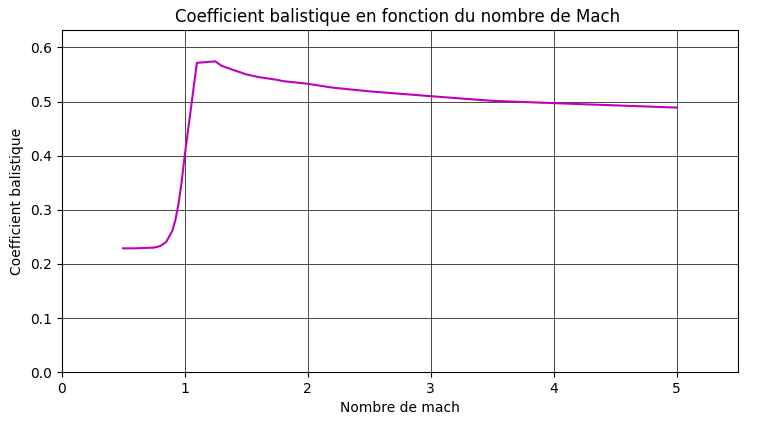 Coefficient balistique en fonction du nombre de Mach
Coefficient balistique
0.6
0.5
0.4
0.3
0.2
0.1
0.0
0 1 2 3 4 5
Nombre de mach